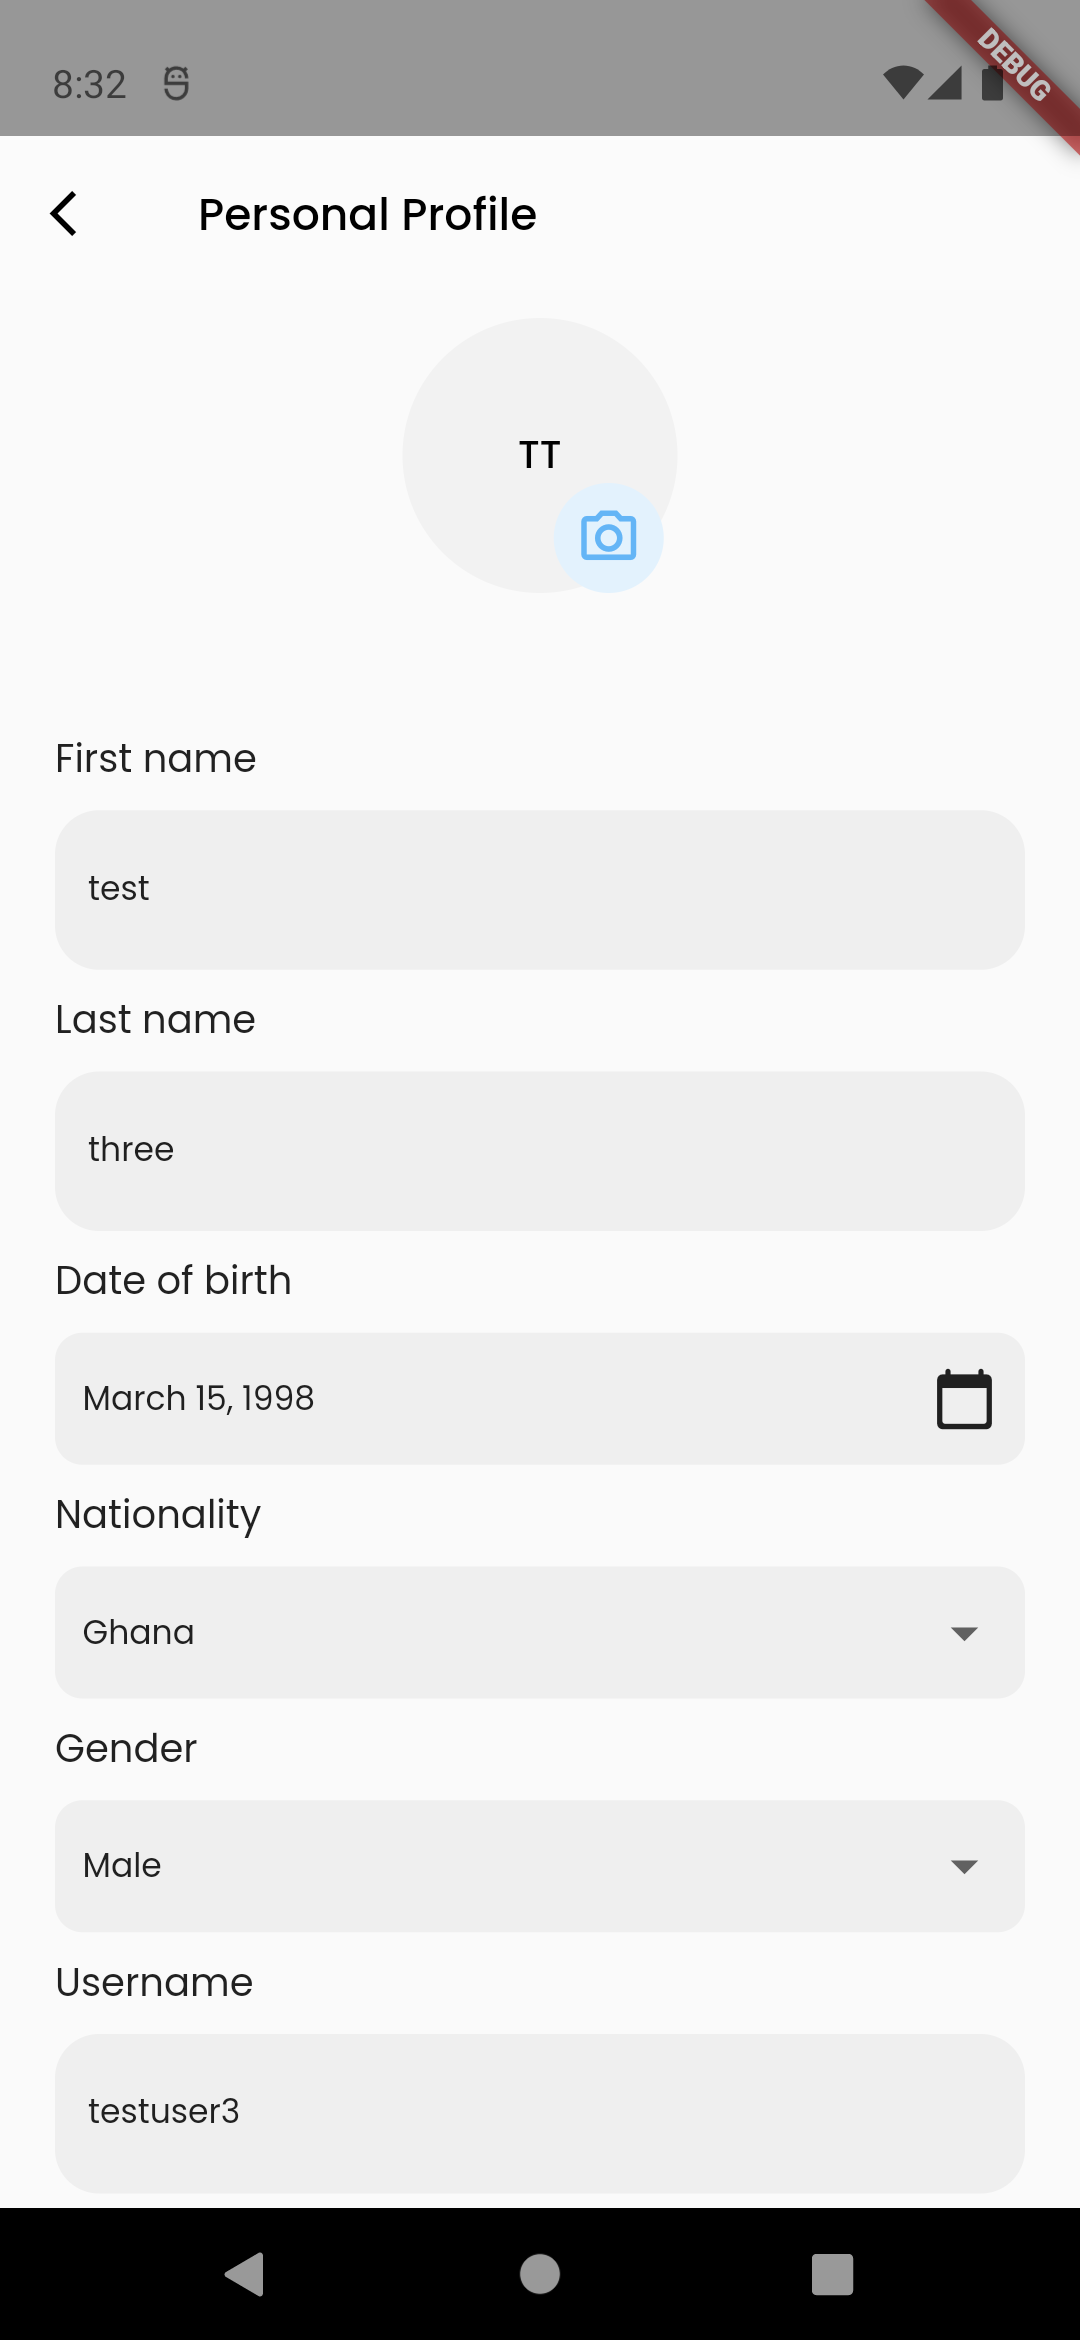 8:32
DEBUG
Personal Profile
TT
First name
test
Last name
three
Date of birth
March 15, 1998
Nationality
Ghana
Gender
Male
Username
testuser3